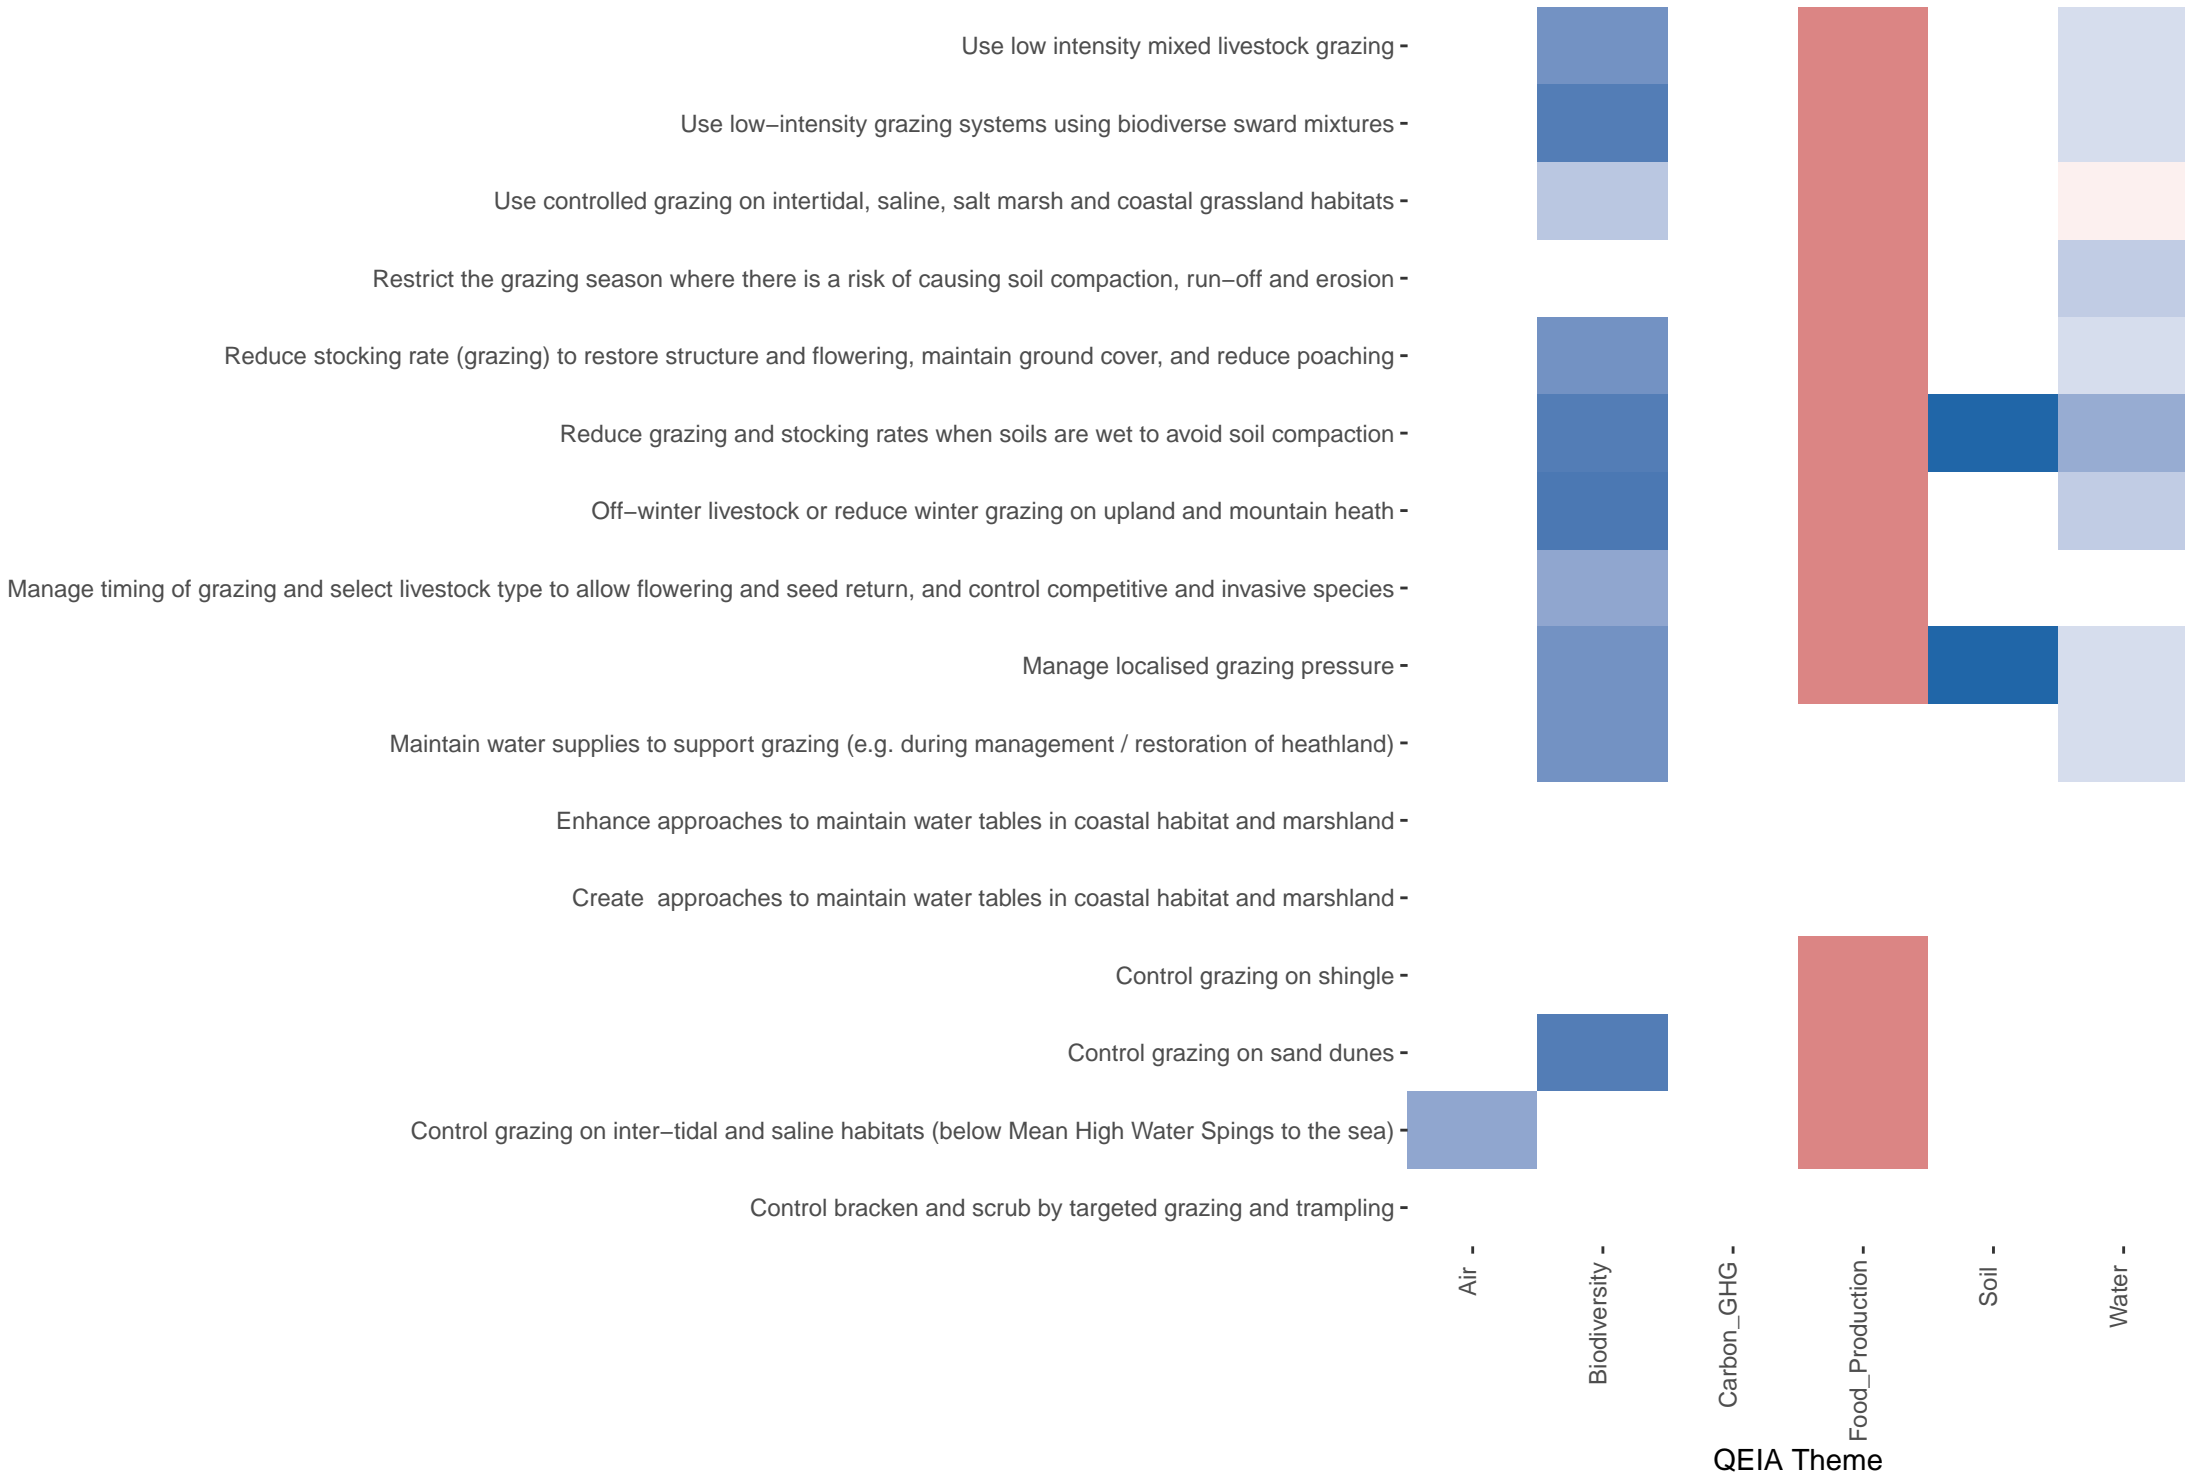 Use low intensity mixed livestock grazing
Use low−intensity grazing systems using biodiverse sward mixtures
Use controlled grazing on intertidal, saline, salt marsh and coastal grassland habitats
Restrict the grazing season where there is a risk of causing soil compaction, run−off and erosion
Reduce stocking rate (grazing) to restore structure and flowering, maintain ground cover, and reduce poaching
Reduce grazing and stocking rates when soils are wet to avoid soil compaction
Off−winter livestock or reduce winter grazing on upland and mountain heath
Manage timing of grazing and select livestock type to allow flowering and seed return, and control competitive and invasive species
Manage localised grazing pressure
Maintain water supplies to support grazing (e.g. during management / restoration of heathland)
Enhance approaches to maintain water tables in coastal habitat and marshland
Create  approaches to maintain water tables in coastal habitat and marshland
Control grazing on shingle
Control grazing on sand dunes
Control grazing on inter−tidal and saline habitats (below Mean High Water Spings to the sea)
Control bracken and scrub by targeted grazing and trampling
Air
Biodiversity
Carbon_GHG
Food_Production
Soil
Water
QEIA Theme